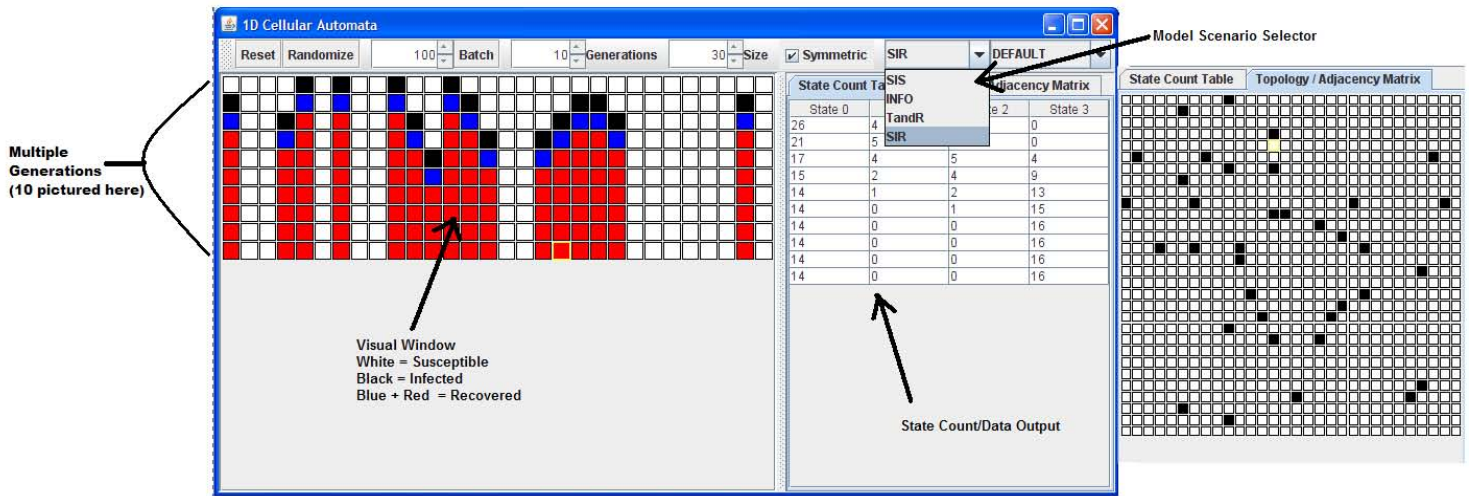 1D Cellular Automata
Reset Randomize 100 Batch 10 Generations 30 Size Symmetric SIR DEFAULT
Model Scenario Selector
SIS
INFO
TandR
SIR
State Count Ta djacency Matrix
State 0 e 2 State 3
26 4 0
21 5 0
17 4 5 4
15 2 4 9
14 1 2 13
14 0 1 15
14 0 0 16
14 0 0 16
14 0 0 16
14 0 0 16
State Count Table Topology / Adjacency Matrix
Multiple
Generations
(10 pictured here)
Visual Window
White = Susceptible
Black = Infected
Blue + Red = Recovered
State Count/Data Output